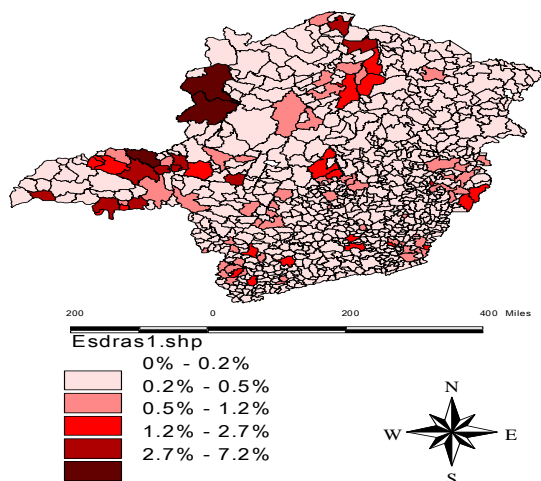 200 0 200 400 Miles
Esdras1.shp
0% - 0.2%
0.2% - 0.5%
0.5% - 1.2%
1.2% - 2.7%
2.7% - 7.2%
N
W E
S